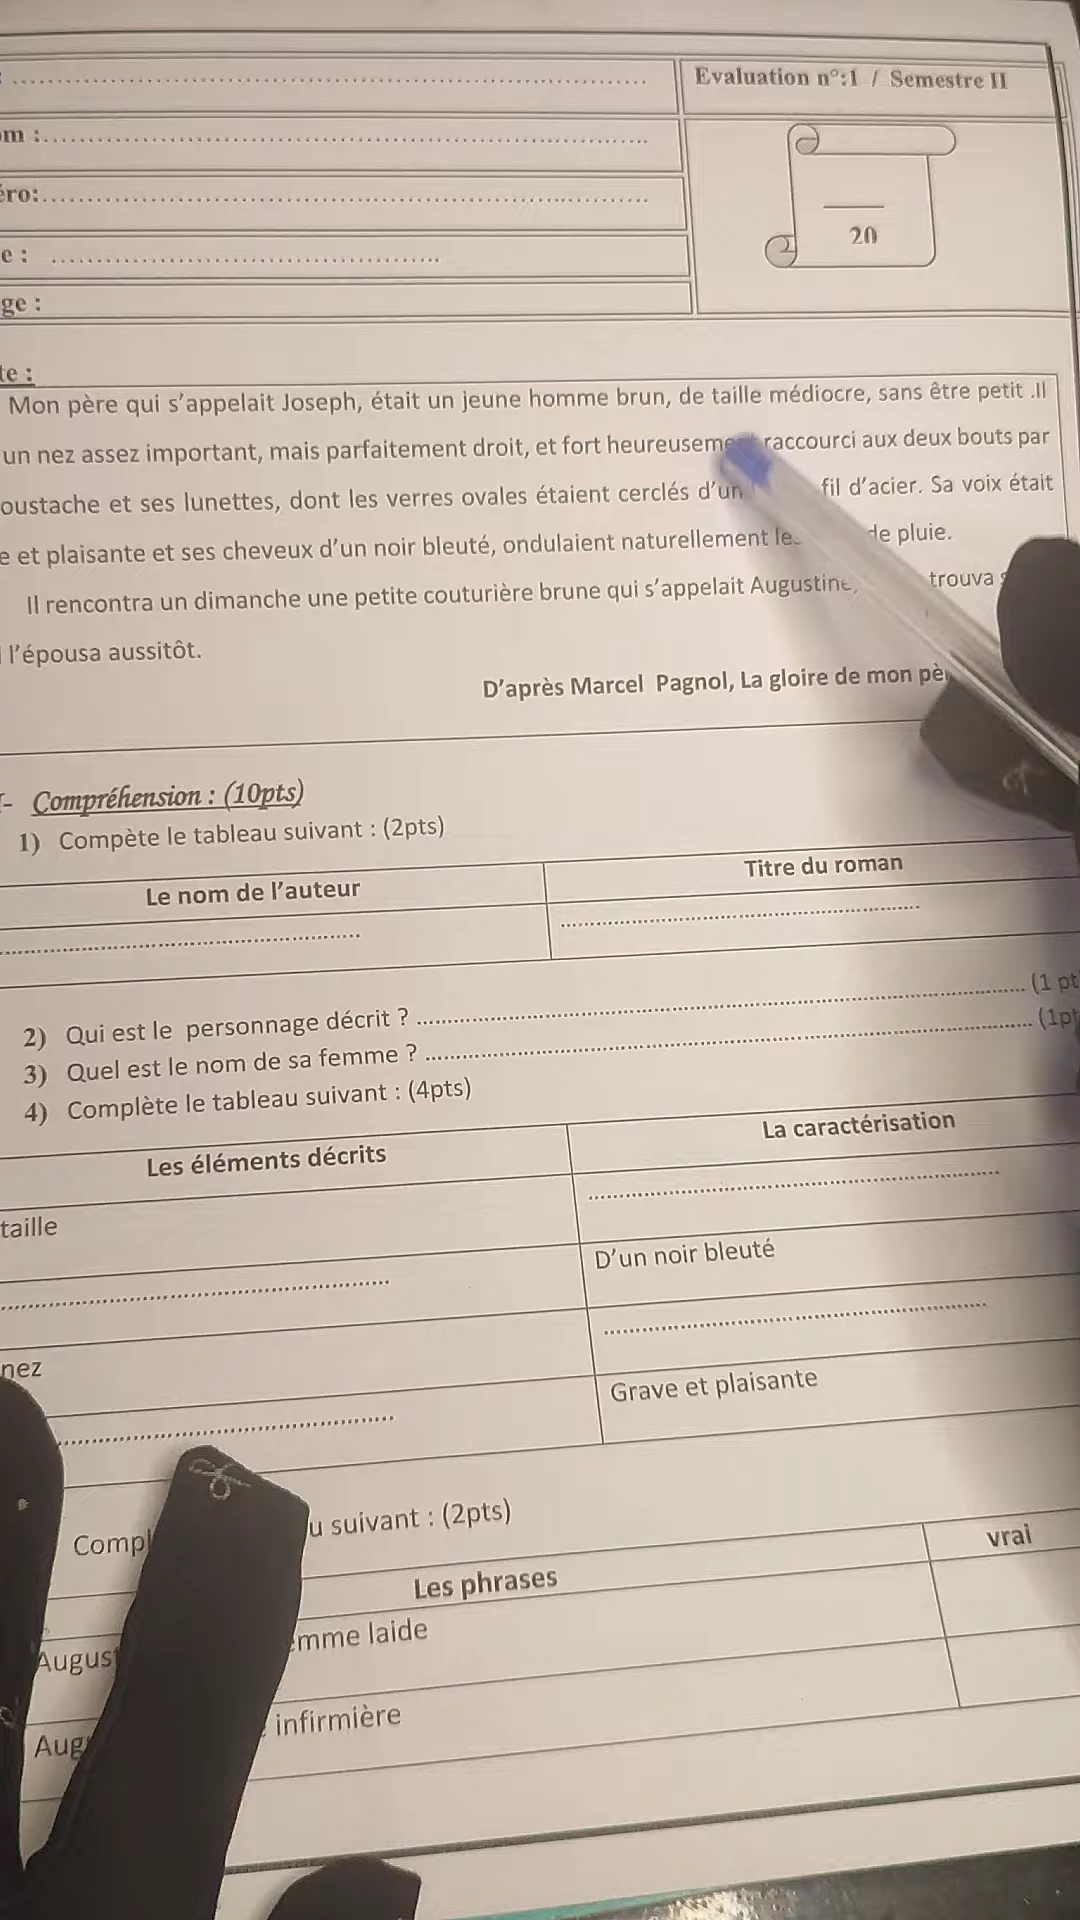 : ......................................................
Evaluation n°:1 / Semestre II
om :......................................................
éro:......................................................
20
e : ......................................................
ge :
te :
Mon père qui s'appelait Joseph, était un jeune homme brun, de taille médiocre, sans être petit .Il
un nez assez important, mais parfaitement droit, et fort heureusement raccourci aux deux bouts par
oustache et ses lunettes, dont les verres ovales étaient cerclés d'un fil d'acier. Sa voix était
e et plaisante et ses cheveux d'un noir bleuté, ondulaient naturellement de pluie.
Il rencontra un dimanche une petite couturière brune qui s'appelait Augustine, trouva
l'épousa aussitôt.
D'après Marcel Pagnol, La gloire de mon pè
I- Compréhension : (10pts)
1) Compète le tableau suivant : (2pts)
Le nom de l'auteur Titre du roman
...................................................... ......................................................
2) Qui est le personnage décrit ? ...................................................... (1 pt
3) Quel est le nom de sa femme ? ...................................................... (1pt
4) Complète le tableau suivant : (4pts)
Les éléments décrits La caractérisation
taille ......................................................
...................................................... D'un noir bleuté
nez ......................................................
...................................................... Grave et plaisante
Compl u suivant : (2pts)
Les phrases vrai
August emme laide
Aug infirmière